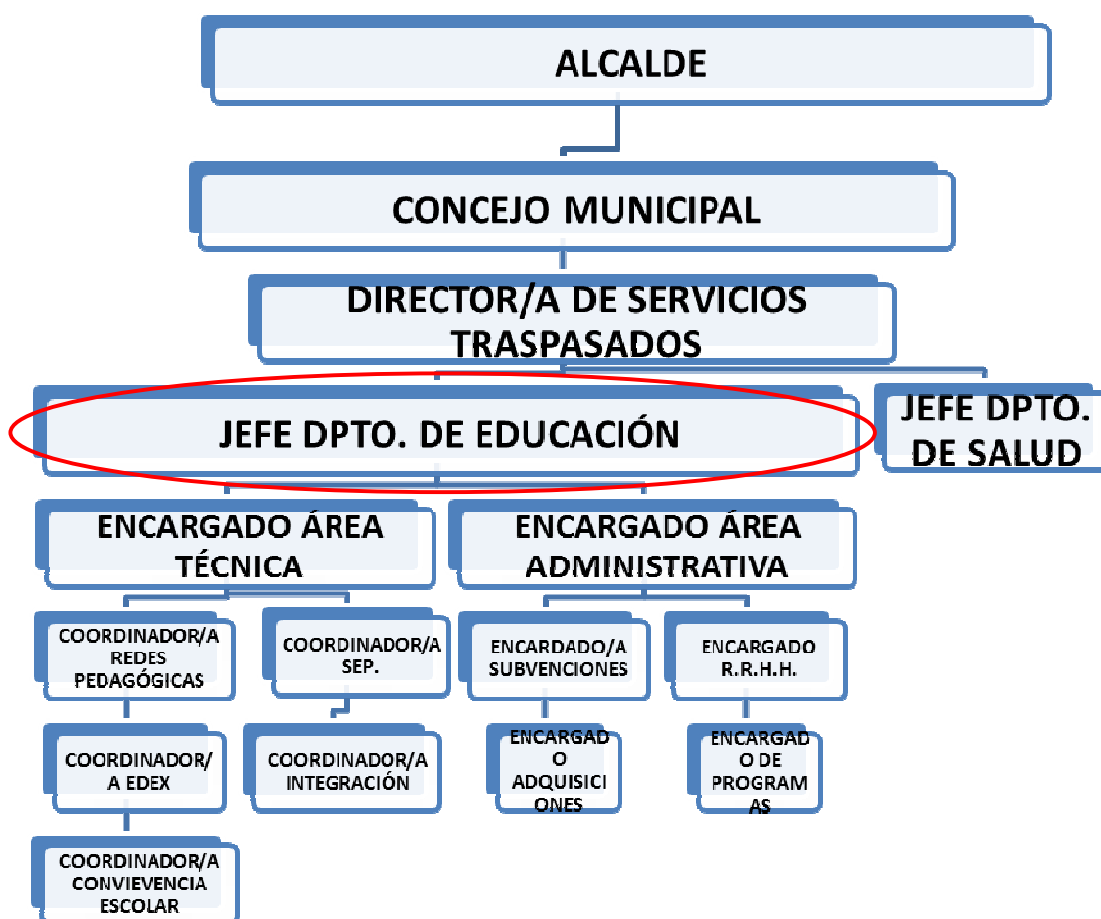 ALCALDE
CONCEJO MUNICIPAL
DIRECTOR/A DE SERVICIOS
TRASPASADOS
JEFE DPTO. DE EDUCACIÓN
JEFE DPTO.
DE SALUD
ENCARGADO ÁREA
TÉCNICA
ENCARGADO ÁREA
ADMINISTRATIVA
COORDINADOR/A
REDES
PEDAGÓGICAS
COORDINADOR/A
SEP.
ENCARDADO/A
SUBVENCIONES
ENCARGADO
R.R.H.H.
COORDINADOR/
A EDEX
COORDINADOR/A
INTEGRACIÓN
ENCARGAD
O
ADQUISICI
ONES
ENCARGAD
O DE
PROGRAM
AS
COORDINADOR/A
CONVIEVENCIA
ESCOLAR